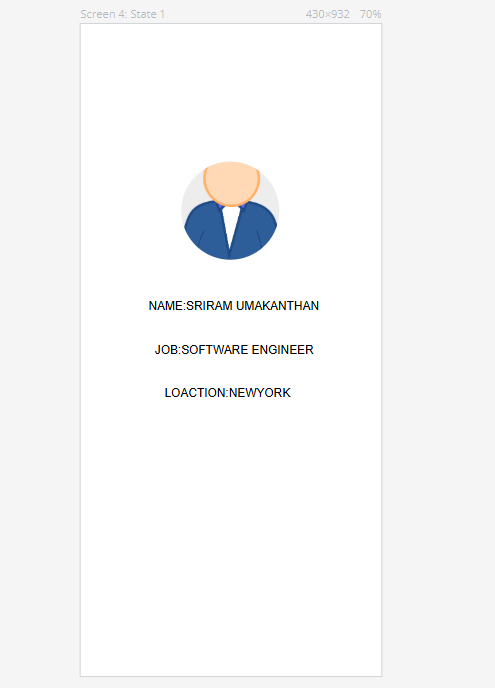 Screen 4: State 1 430×932 70%
NAME:SRIRAM UMAKANTHAN
JOB:SOFTWARE ENGINEER
LOACTION:NEWYORK